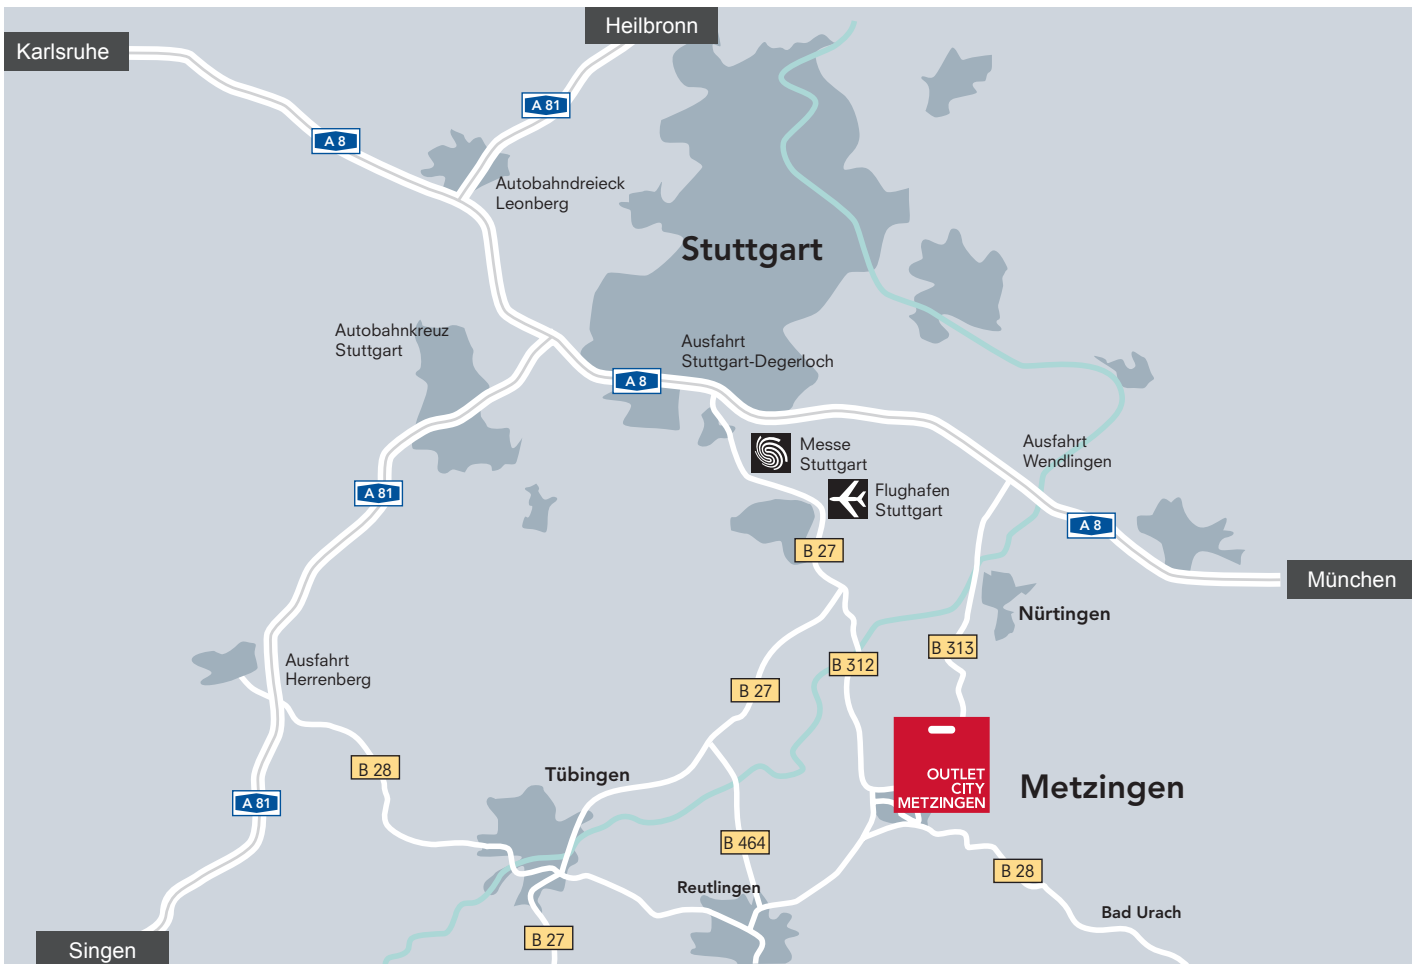 Heilbronn
Karlsruhe
A 81
A 8
Autobahndreieck
Leonberg
Stuttgart
Autobahnkreuz
Stuttgart
Ausfahrt
Stuttgart-Degerloch
A 8
Messe
Stuttgart
Ausfahrt
Wendlingen
A 81
Flughafen
Stuttgart
A 8
B 27
München
Nürtingen
B 313
B 312
Ausfahrt
Herrenberg
B 27
B 28
Tübingen
OUTLET
CITY
METZINGEN
Metzingen
A 81
B 464
B 28
Reutlingen
Bad Urach
B 27
Singen